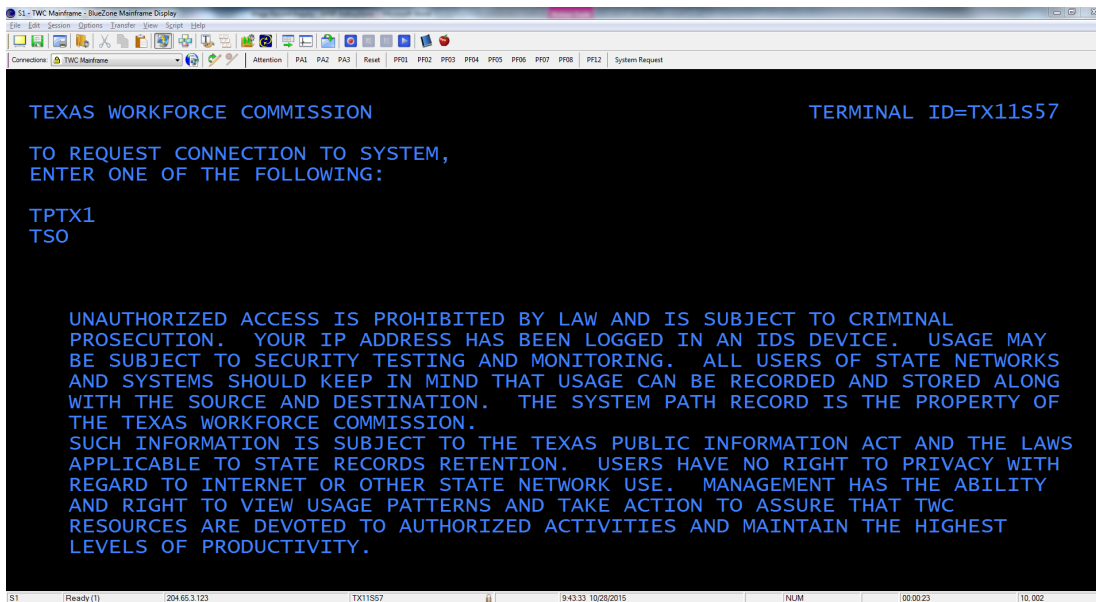 S1 - TWC Mainframe - BlueZone Mainframe Display
File Edit Session Options Transfer View Script Help
Connections: TWC Mainframe Attention PA1 PA2 PA3 Reset PF01 PF02 PF03 PF04 PF05 PF06 PF07 PF08 PF12 System Request
TEXAS WORKFORCE COMMISSION TERMINAL ID=TX11S57
TO REQUEST CONNECTION TO SYSTEM,
ENTER ONE OF THE FOLLOWING:
TPTX1
TSO
UNAUTHORIZED ACCESS IS PROHIBITED BY LAW AND IS SUBJECT TO CRIMINAL
PROSECUTION. YOUR IP ADDRESS HAS BEEN LOGGED IN AN IDS DEVICE. USAGE MAY
BE SUBJECT TO SECURITY TESTING AND MONITORING. ALL USERS OF STATE NETWORKS
AND SYSTEMS SHOULD KEEP IN MIND THAT USAGE CAN BE RECORDED AND STORED ALONG
WITH THE SOURCE AND DESTINATION. THE SYSTEM PATH RECORD IS THE PROPERTY OF
THE TEXAS WORKFORCE COMMISSION.
SUCH INFORMATION IS SUBJECT TO THE TEXAS PUBLIC INFORMATION ACT AND THE LAWS
APPLICABLE TO STATE RECORDS RETENTION. USERS HAVE NO RIGHT TO PRIVACY WITH
REGARD TO INTERNET OR OTHER STATE NETWORK USE. MANAGEMENT HAS THE ABILITY
AND RIGHT TO VIEW USAGE PATTERNS AND TAKE ACTION TO ASSURE THAT TWC
RESOURCES ARE DEVOTED TO AUTHORIZED ACTIVITIES AND MAINTAIN THE HIGHEST
LEVELS OF PRODUCTIVITY.
S1 Ready (1) 204.65.3.123 TX11S57 9:43:33 10/28/2015 NUM 00:00:23 10, 002